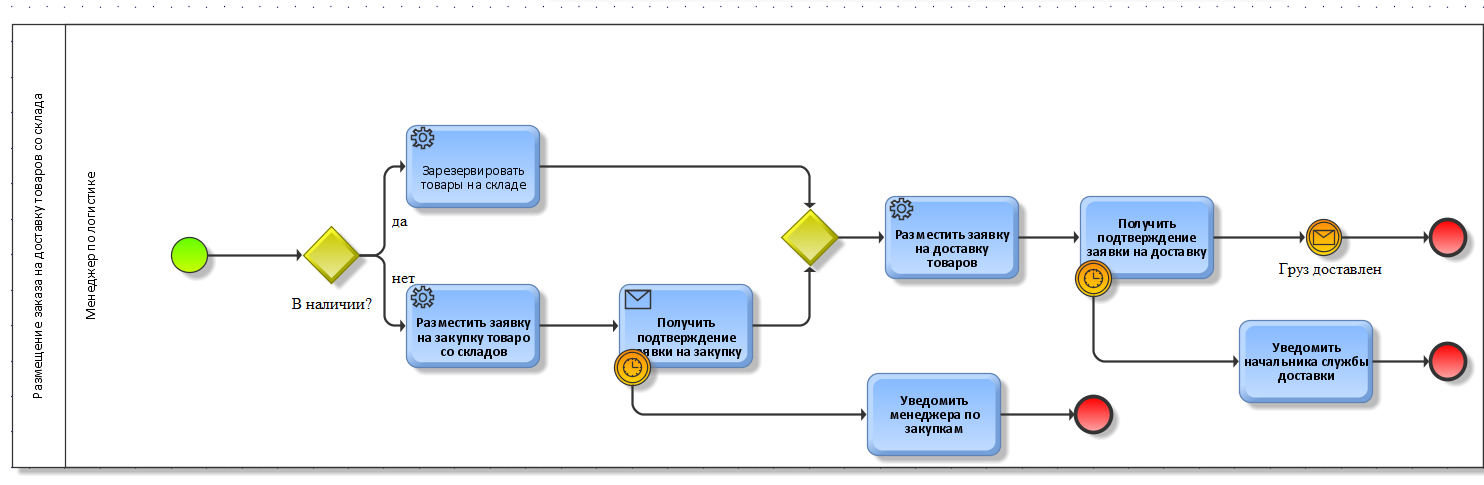 Размещение заказа на доставку товаров со склада
Менеджер по логистике
В наличии?
да
нет
Зарезервировать
товары на складе
Разместить заявку
на закупку товаро
со складов
Получить
подтверждение
заявки на закупку
Уведомить
менеджера по
закупкам
Разместить заявку
на доставку
товаров
Получить
подтверждение
заявки на доставку
Груз доставлен
Уведомить
начальника службы
доставки